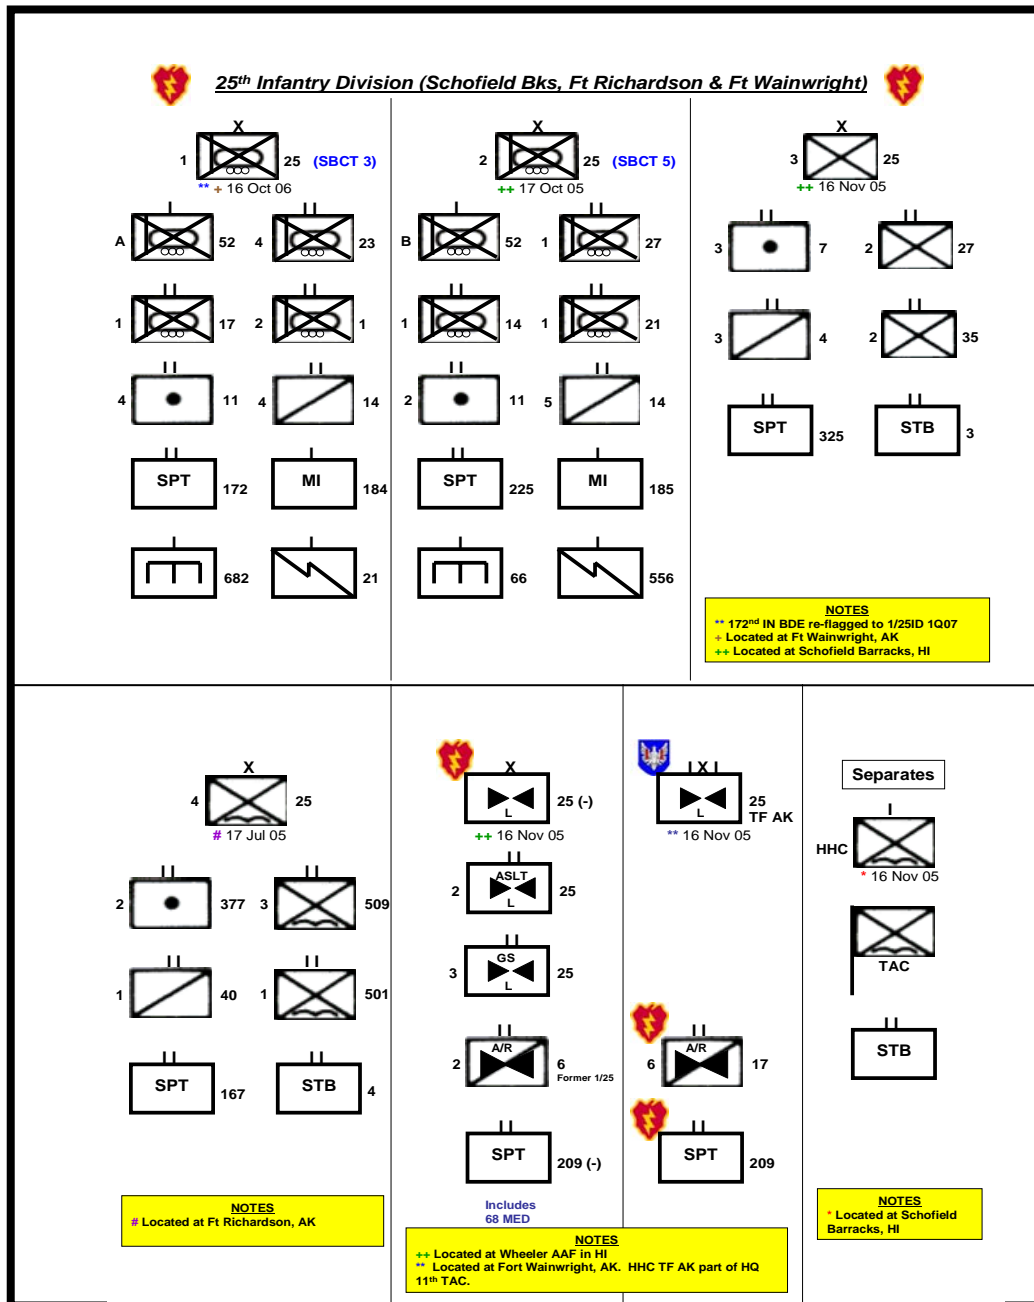 25th Infantry Division (Schofield Bks, Ft Richardson & Ft Wainwright)
X
1 25 (SBCT 3)
** + 16 Oct 06
A 52 4 23
1 17 2 1
4 11 4 14
SPT 172 MI 184
682 21
X
2 25 (SBCT 5)
++ 17 Oct 05
B 52 1 27
1 14 1 21
2 11 5 14
SPT 225 MI 185
66 556
X
3 25
++ 16 Nov 05
3 7 2 27
3 4 2 35
SPT 325 STB 3
NOTES
** 172nd IN BDE re-flagged to 1/25ID 1Q07
+ Located at Ft Wainwright, AK
++ Located at Schofield Barracks, HI
X
4 25
# 17 Jul 05
2 377 3 509
1 40 1 501
SPT 167 STB 4
NOTES
# Located at Ft Richardson, AK
X
L 25 (-)
++ 16 Nov 05
ASLT
2 25
L
GS
3 25
L
A/R
2 6
Former 1/25
SPT 209 (-)
Includes
68 MED
I X I
L 25
TF AK
** 16 Nov 05
A/R
6 17
SPT 209
NOTES
++ Located at Wheeler AAF in HI
** Located at Fort Wainwright, AK. HHC TF AK part of HQ
11th TAC.
Separates
HHC
* 16 Nov 05
TAC
STB
NOTES
* Located at Schofield
Barracks, HI